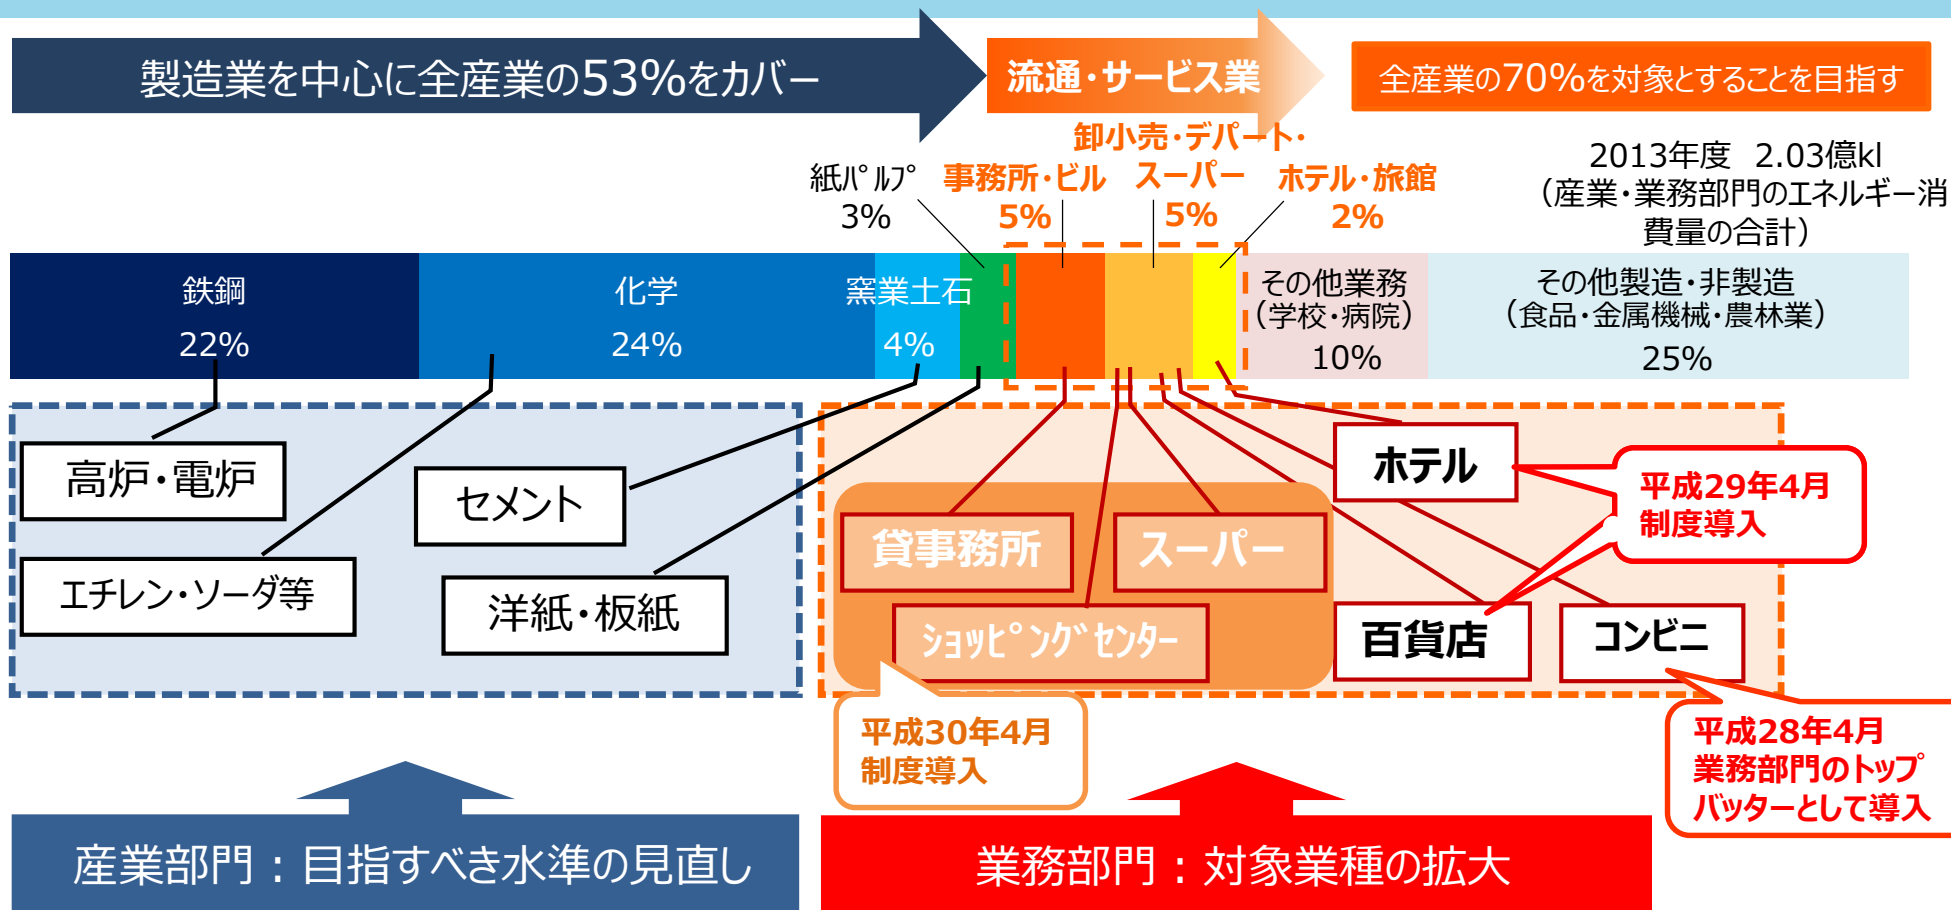 製造業を中心に全産業の53%をカバー
流通・サービス業
全産業の70%を対象とすることを目指す
2013年度　2.03億kl
（産業・業務部門のエネルギー消
費量の合計）
紙パルプ
3%
事務所・ビル
5%
卸小売・デパート・
スーパー
5%
ホテル・旅館
2%
鉄鋼
22%
化学
24%
窯業土石
4%
その他業務
（学校・病院）
10%
その他製造・非製造
（食品・金属機械・農林業）
25%
高炉・電炉
セメント
エチレン・ソーダ等
洋紙・板紙
ホテル
平成29年4月
制度導入
貸事務所
スーパー
ショッピングセンター
百貨店
コンビニ
平成30年4月
制度導入
平成28年4月
業務部門のトップ
バッターとして導入
産業部門：目指すべき水準の見直し
業務部門：対象業種の拡大